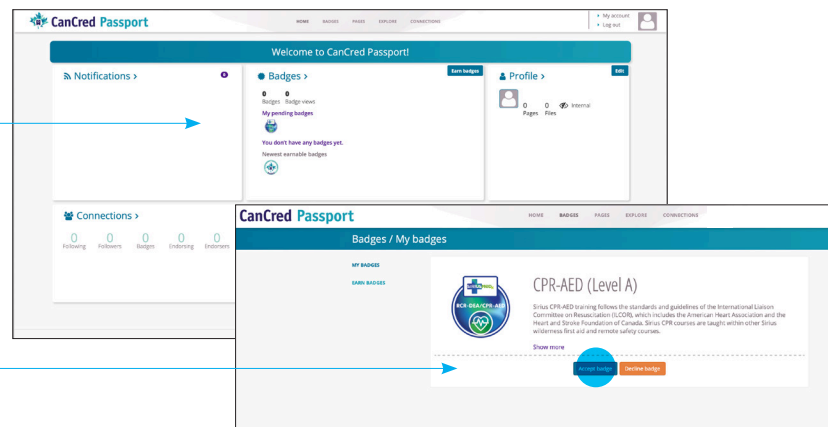 CanCred Passport
HOME BADGES PAGES EXPLORE CONNECTIONS
My account
Log out
Welcome to CanCred Passport!
Notifications >
0
Badges >
Earn badges
0 0
Badges Badge views
My pending badges
You don't have any badges yet.
Newest earnable badges
Profile >
Edit
0 0 Internal
Pages Files
Connections >
0 0 0 0 0
Following Followers Badges Endorsing Endorsers
CanCred Passport
HOME BADGES PAGES EXPLORE CONNECTIONS
Badges / My badges
MY BADGES
EARN BADGES
RCR-DEA/CPR-AED
CPR-AED (Level A)
Sirius CPR-AED training follows the standards and guidelines of the International Liaison
Committee on Resuscitation (ILCOR), which includes the American Heart Association and the
Heart and Stroke Foundation of Canada. Sirius CPR courses are taught within other Sirius
wilderness first aid and remote safety courses.
Show more
Accept badge Decline badge